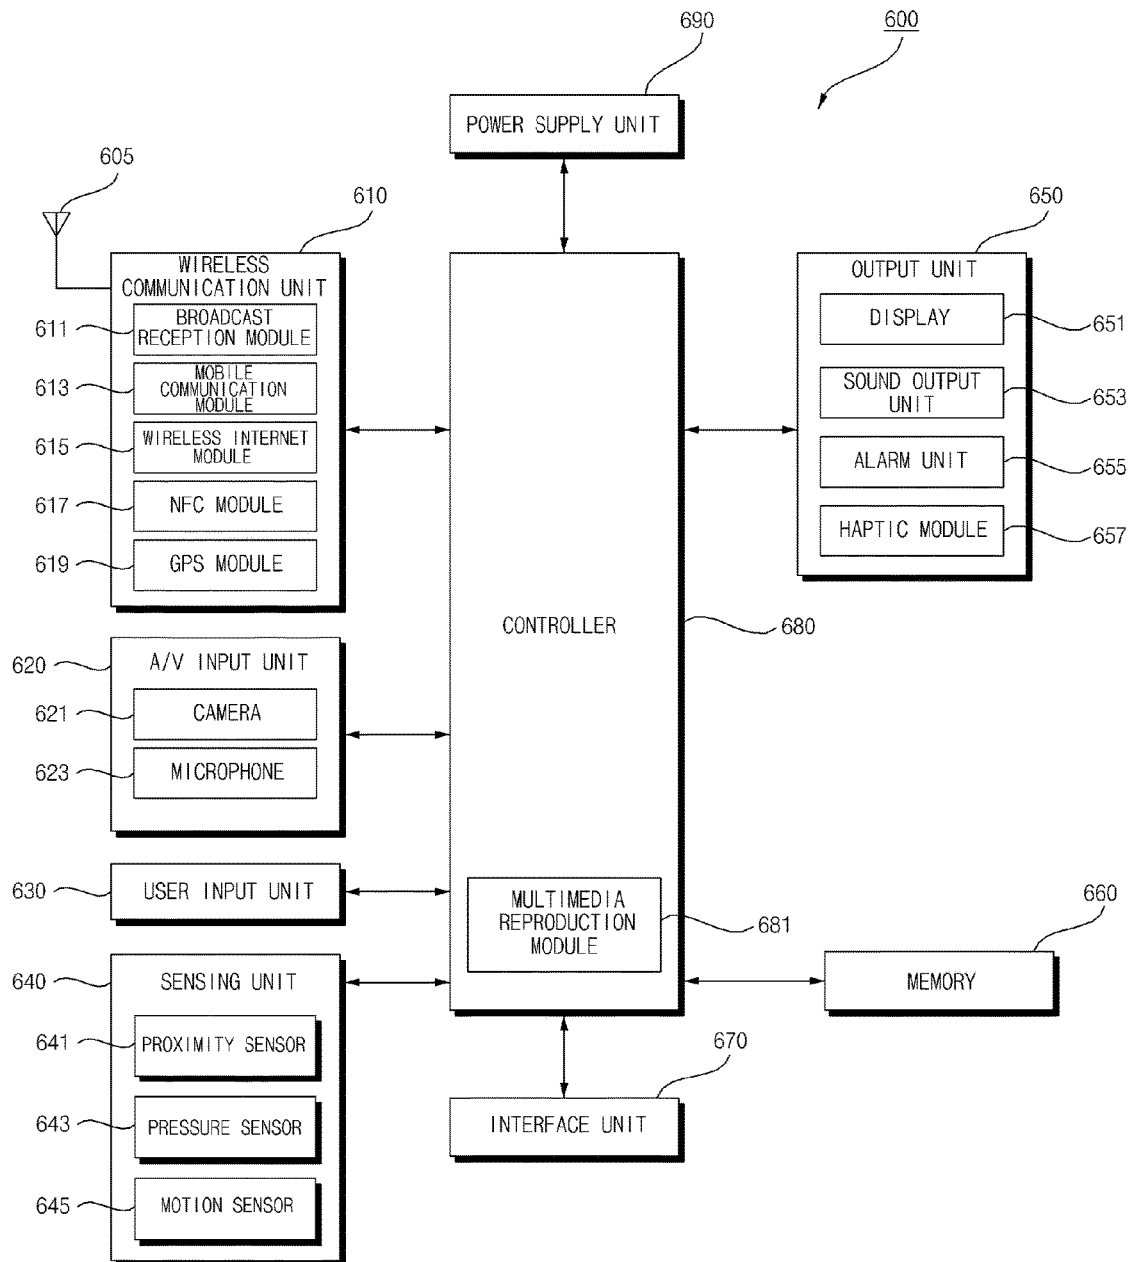 600
690
POWER SUPPLY UNIT
605
610
WIRELESS
COMMUNICATION UNIT
611
BROADCAST
RECEPTION MODULE
613
MOBILE
COMMUNICATION
MODULE
615
WIRELESS INTERNET
MODULE
617
NFC MODULE
619
GPS MODULE
620
A/V INPUT UNIT
621
CAMERA
623
MICROPHONE
630
USER INPUT UNIT
640
SENSING UNIT
641
PROXIMITY SENSOR
643
PRESSURE SENSOR
645
MOTION SENSOR
CONTROLLER
680
MULTIMEDIA
REPRODUCTION
MODULE
681
650
OUTPUT UNIT
DISPLAY
651
SOUND OUTPUT
UNIT
653
ALARM UNIT
655
HAPTIC MODULE
657
660
MEMORY
670
INTERFACE UNIT